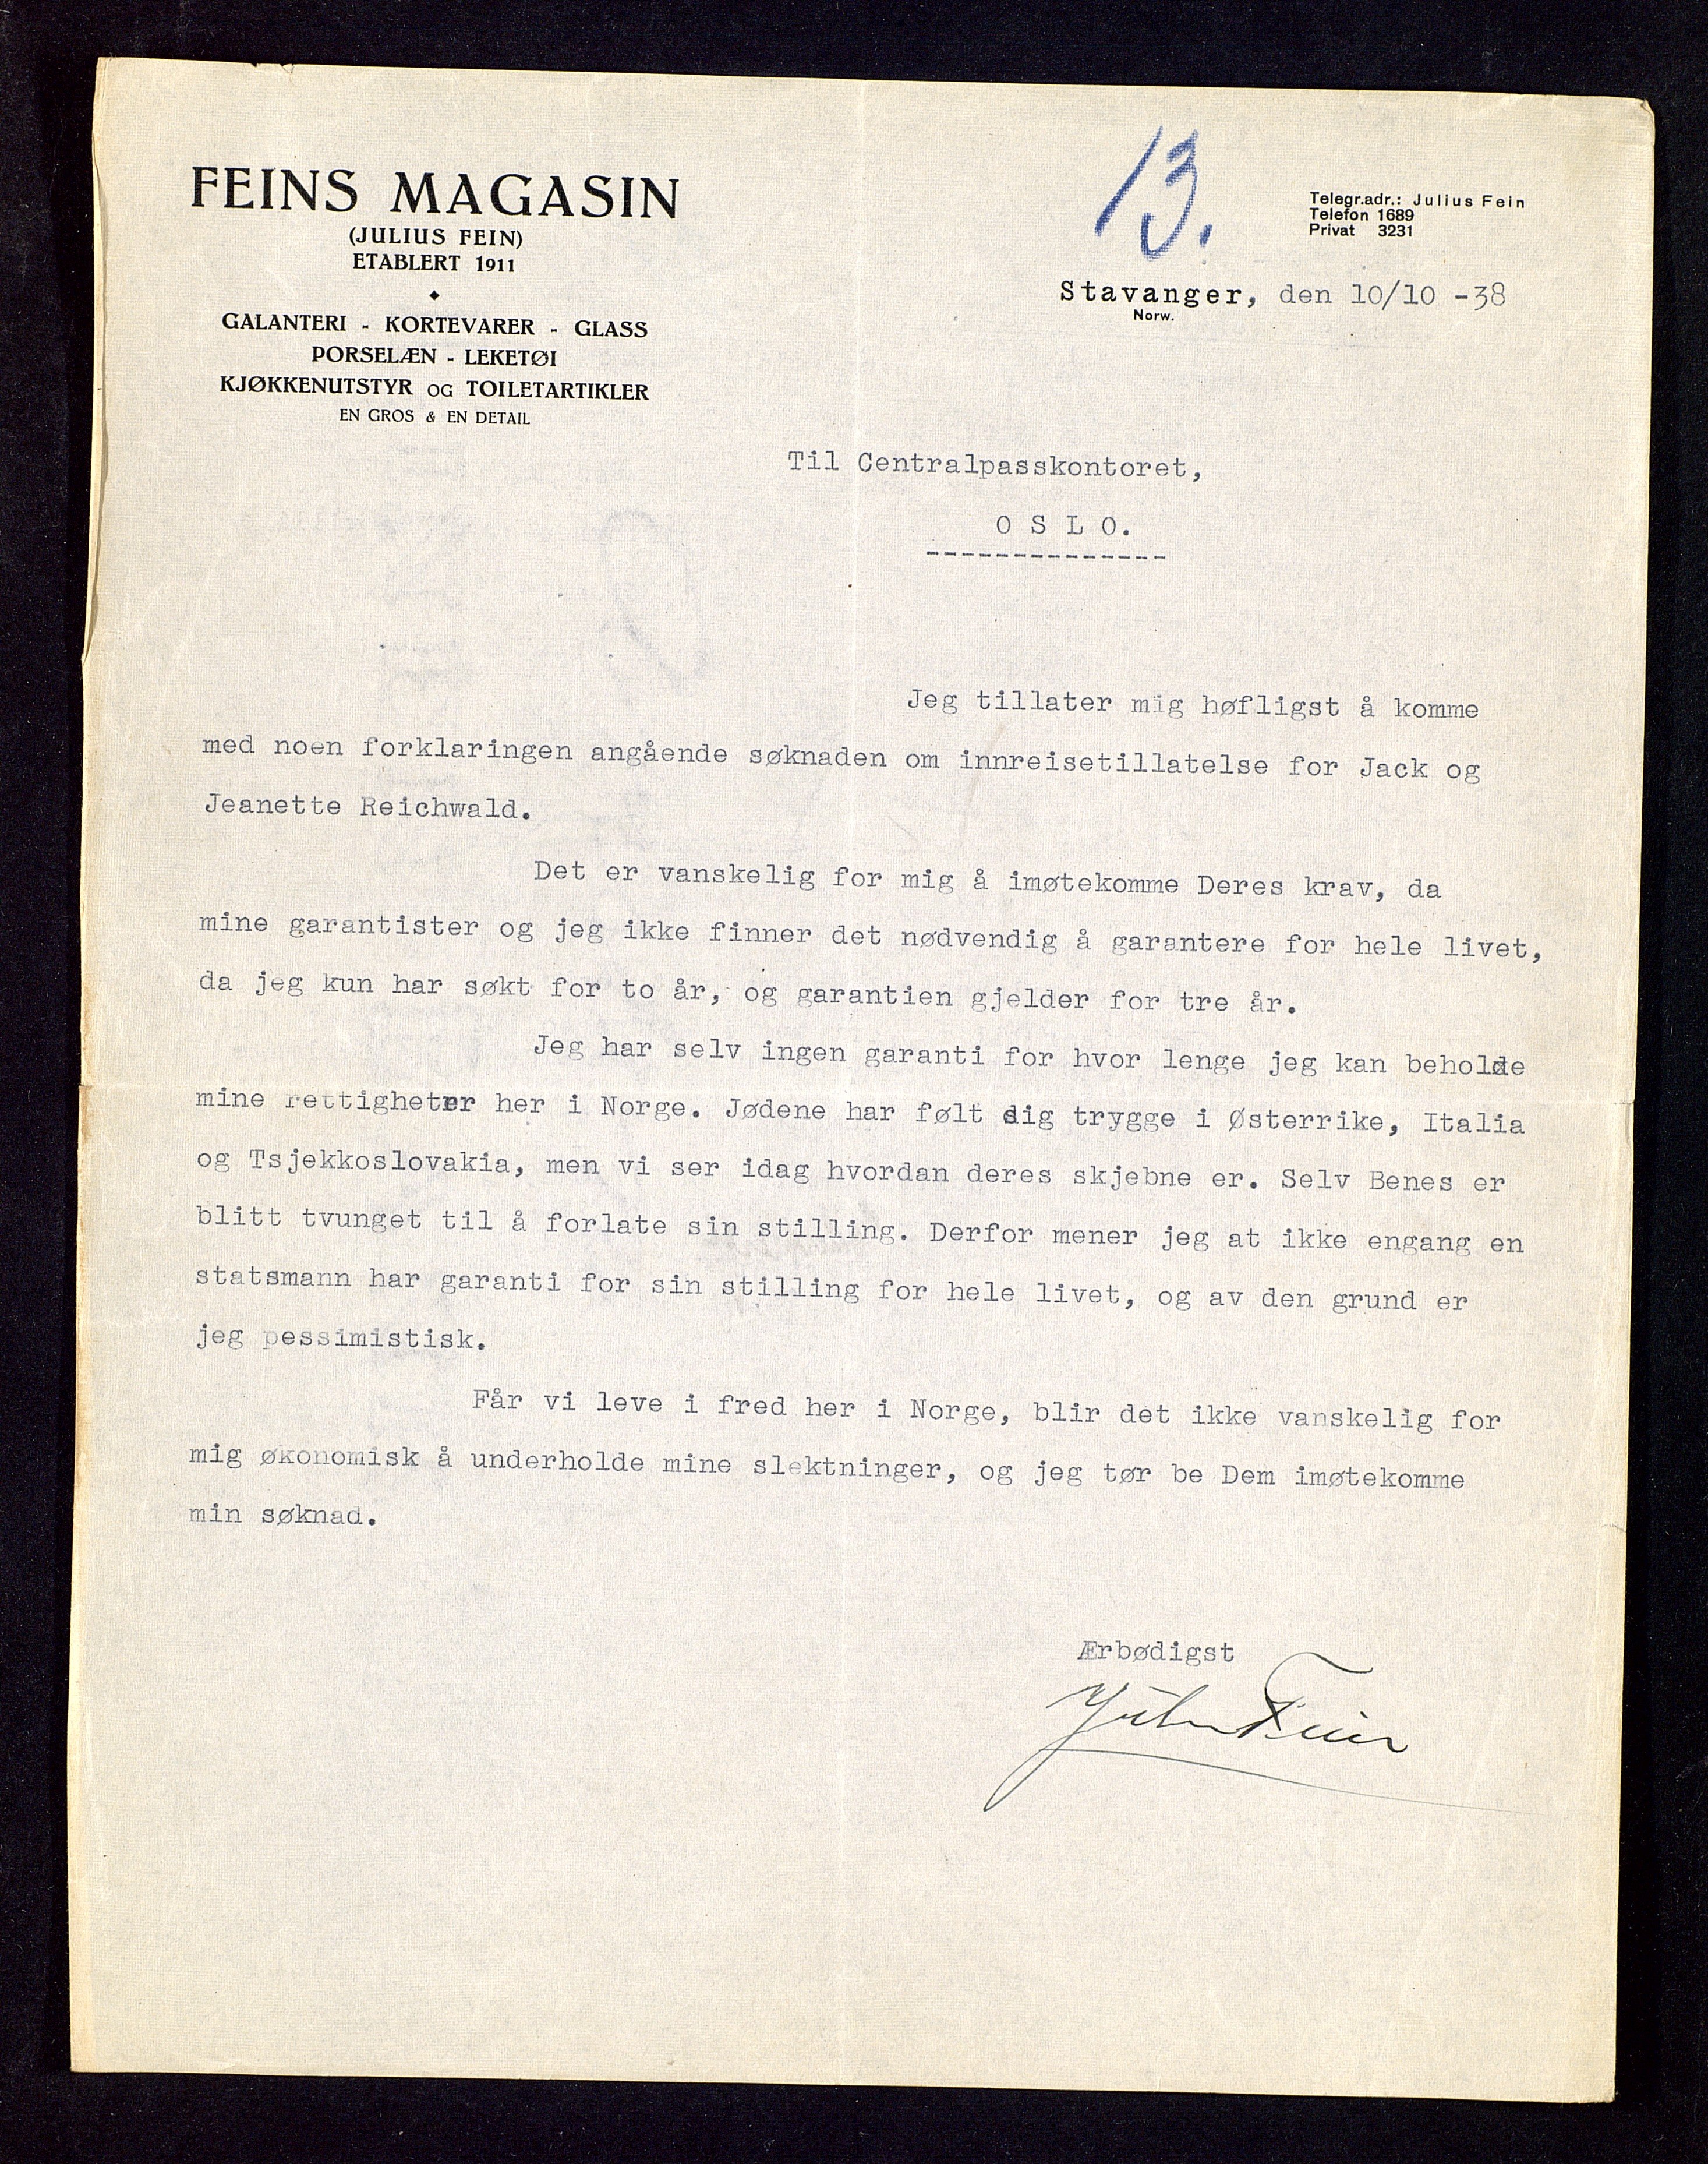 FEINS MAGASIN
(JULIUS FEIN)
ETABLERT 1911
GALANTERI - KORTEVARER - GLASS
PORSELÆN - LEKETØI
KJØKKENUTSTYR OG TOILETARTIKLER
EN GROS & EN DETAIL
13.
Telegr.adr.: Julius Fein
Telefon 1689
Privat 3231
Stavanger, den 10/10 -38
Norw.
Til Centralpasskontoret,
O S L O.
---------------
Jeg tillater mig høfligst å komme
med noen forklaringen angående søknaden om innreisetillatelse for Jack og
Jeanette Reichwald.
Det er vanskelig for mig å imøtekomme Deres krav, da
mine garantister og jeg ikke finner det nødvendig å garantere for hele livet,
da jeg kun har søkt for to år, og garantien gjelder for tre år.
Jeg har selv ingen garanti for hvor lenge jeg kan beholde
mine rettigheter her i Norge. Jødene har følt sig trygge i Østerrike, Italia
og Tsjekkoslovakia, men vi ser idag hvordan deres skjebne er. Selv Benes er
blitt tvunget til å forlate sin stilling. Derfor mener jeg at ikke engang en
statsmann har garanti for sin stilling for hele livet, og av den grund er
jeg pessimistisk.
Får vi leve i fred her i Norge, blir det ikke vanskelig for
mig økonomisk å underholde mine slektninger, og jeg tør be Dem imøtekomme
min søknad.
Ærbødigst
Julius Fein